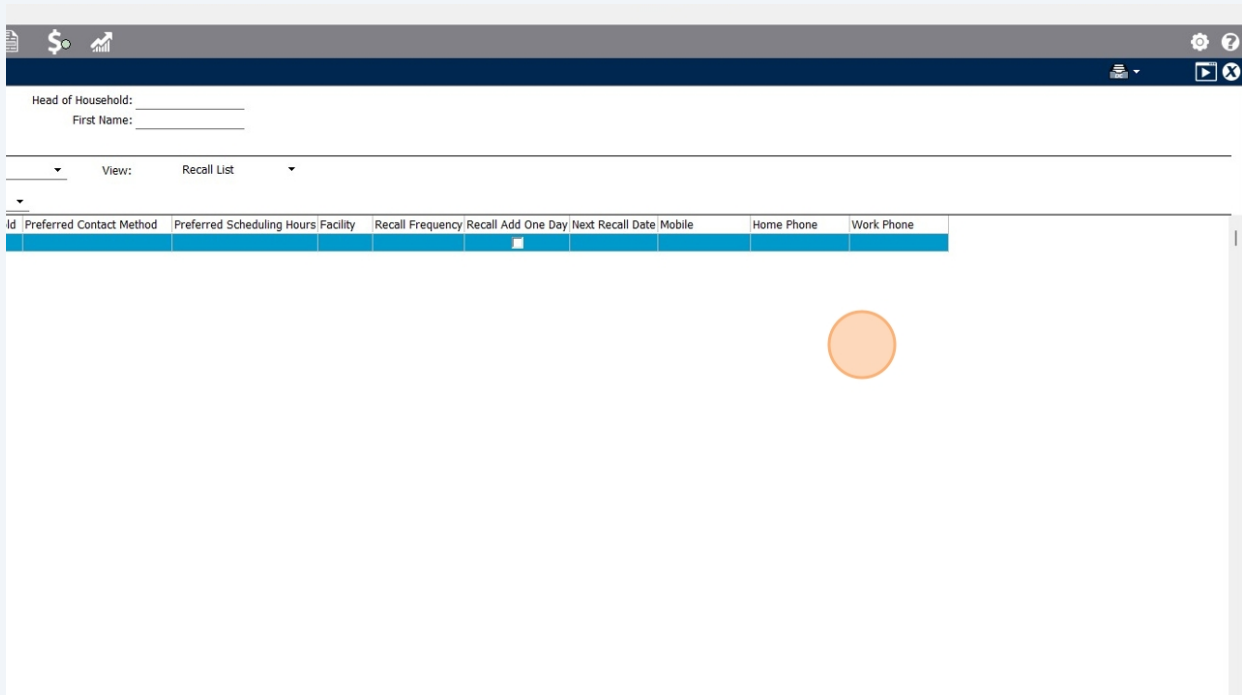 Head of Household:
First Name:
View: Recall List
ld Preferred Contact Method Preferred Scheduling Hours Facility Recall Frequency Recall Add One Day Next Recall Date Mobile Home Phone Work Phone